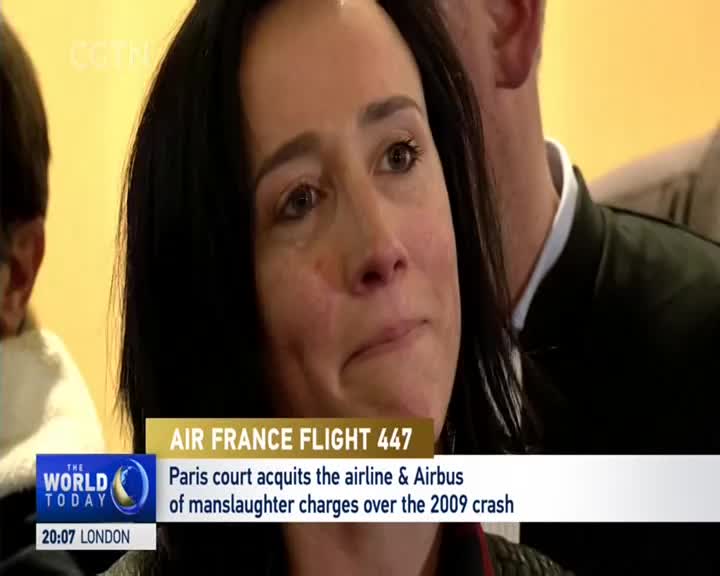 CGTN
AIR FRANCE FLIGHT 447
THE
WORLD
TODAY
Paris court acquits the airline & Airbus
of manslaughter charges over the 2009 crash
20:07 LONDON